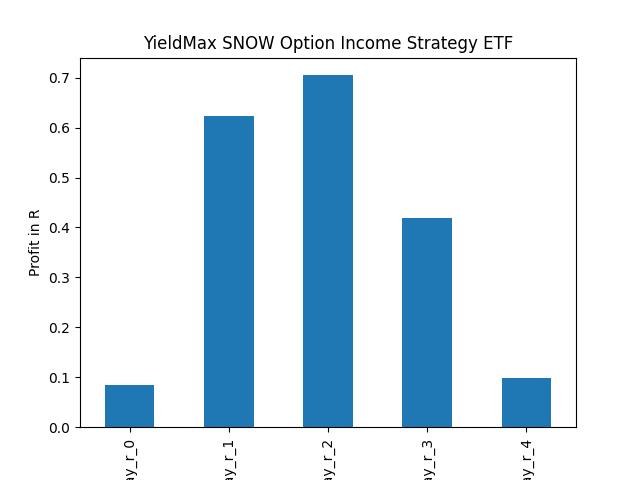 YieldMax SNOW Option Income Strategy ETF
Profit in R
0.7
0.6
0.5
0.4
0.3
0.2
0.1
0.0
ay_r_0
ay_r_1
ay_r_2
ay_r_3
ay_r_4